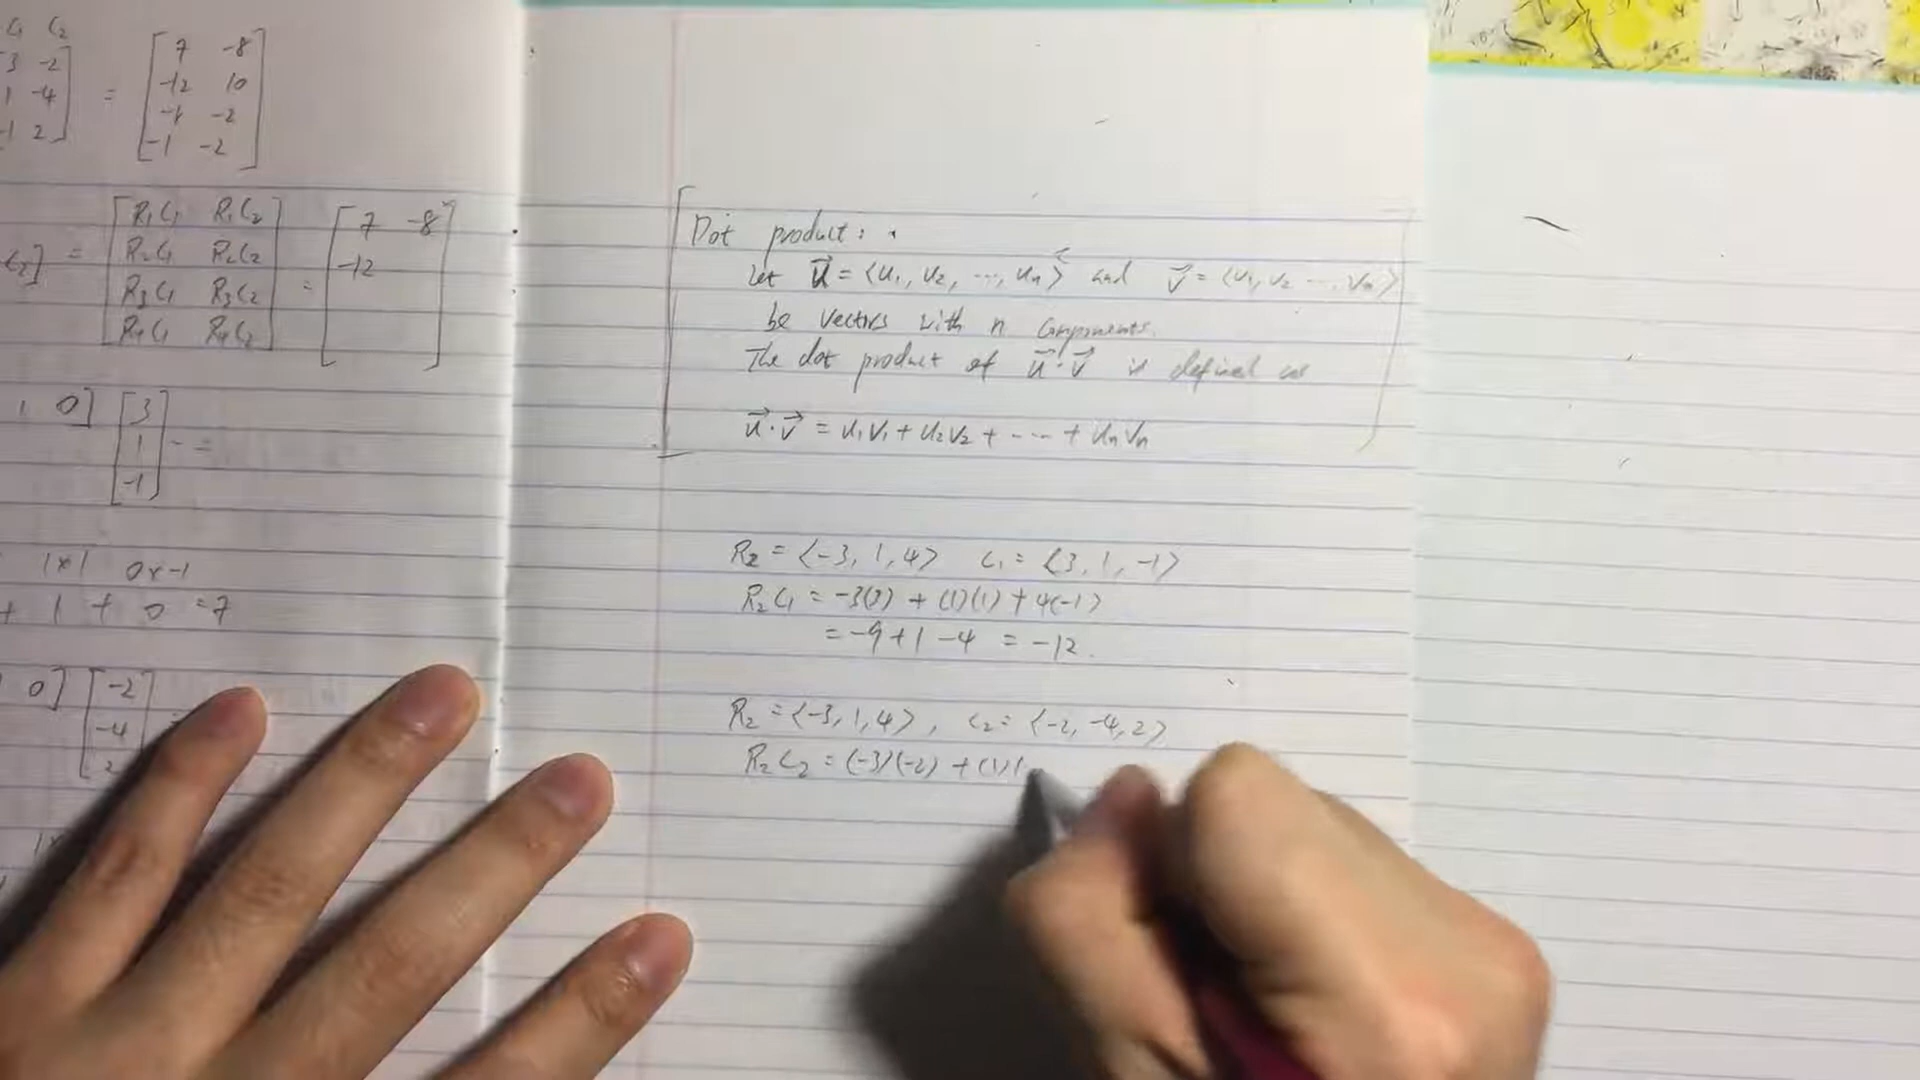 C₁ C₂
3 -2
1 -4
-1 2
=
7 -8
-12 10
-1 -2
-1 -2
C₂] =
R₁C₁ R₁C₂
R₂C₁ R₂C₂
R₃C₁ R₃C₂
R₄C₁ R₄C₂
=
7 -8
-12
1 0]
3
1
-1
=
1x1 0x-1
+ 1 + 0 = 7
0]
-2
-4
2
Dot product: ·
let u⃗ = <u₁, u₂, ..., uₙ> and v⃗ = <v₁, v₂ ..., vₙ>
be vectors with n components.
The dot product of u⃗·v⃗ is defined as
u⃗·v⃗ = u₁v₁ + u₂v₂ + ---- + uₙvₙ
R₂ = <-3, 1, 4> C₁ = <3, 1, -1>
R₂C₁ = -3(3) + (1)(1) + 4(-1)
= -9 + 1 - 4 = -12.
R₂ = <-3, 1, 4>, C₂ = <-2, -4, 2>
R₂C₂ = (-3)(-2) + (1)(